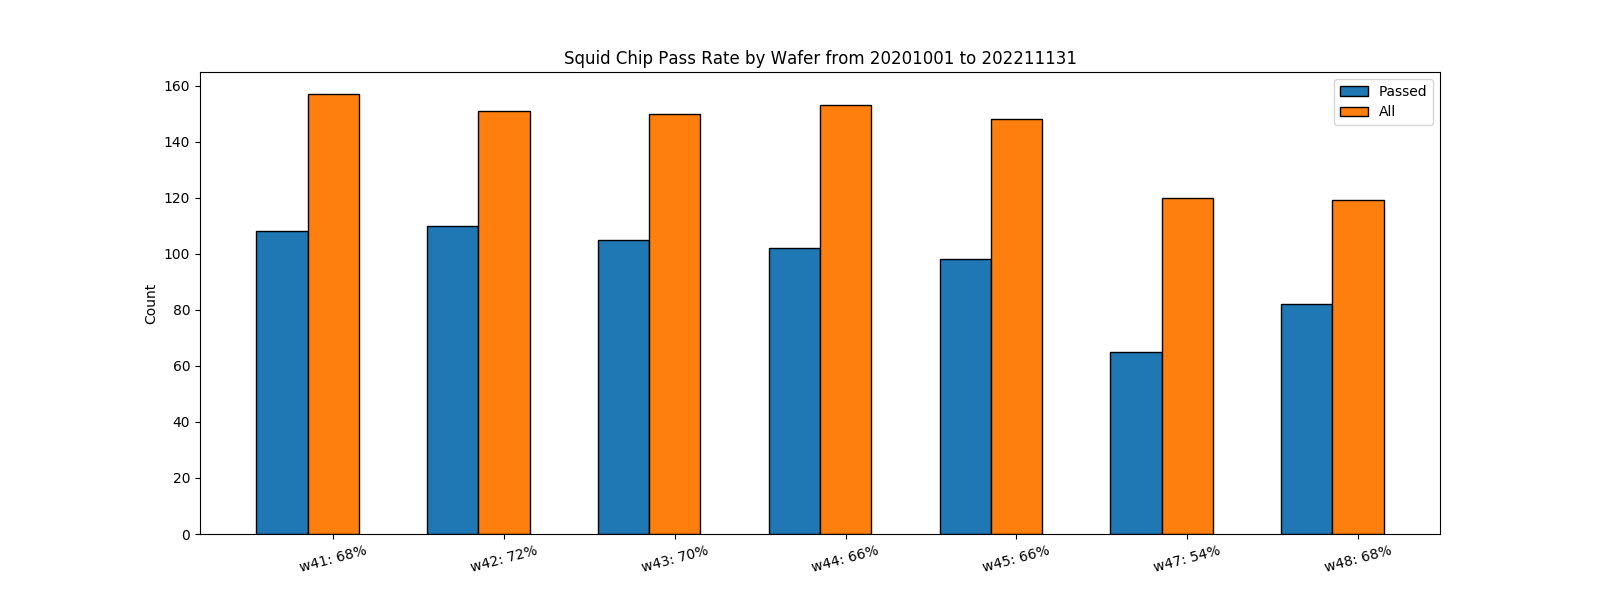 Squid Chip Pass Rate by Wafer from 20201001 to 202211131
Passed
All
Count
160
140
120
100
80
60
40
20
0
w41: 68%
w42: 72%
w43: 70%
w44: 66%
w45: 66%
w47: 54%
w48: 68%